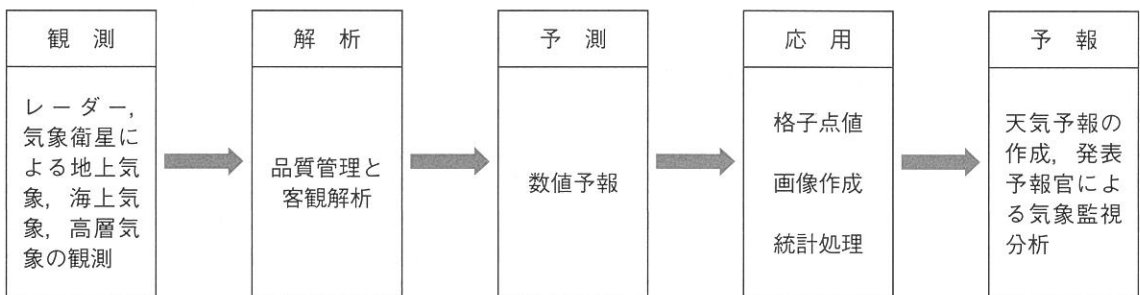 観測
レーダー,
気象衛星に
よる地上気
象, 海上気
象, 高層気
象の観測
解析
品質管理と
客観解析
予測
数値予報
応用
格子点値
画像作成
統計処理
予報
天気予報の
作成, 発表
予報官によ
る気象監視
分析